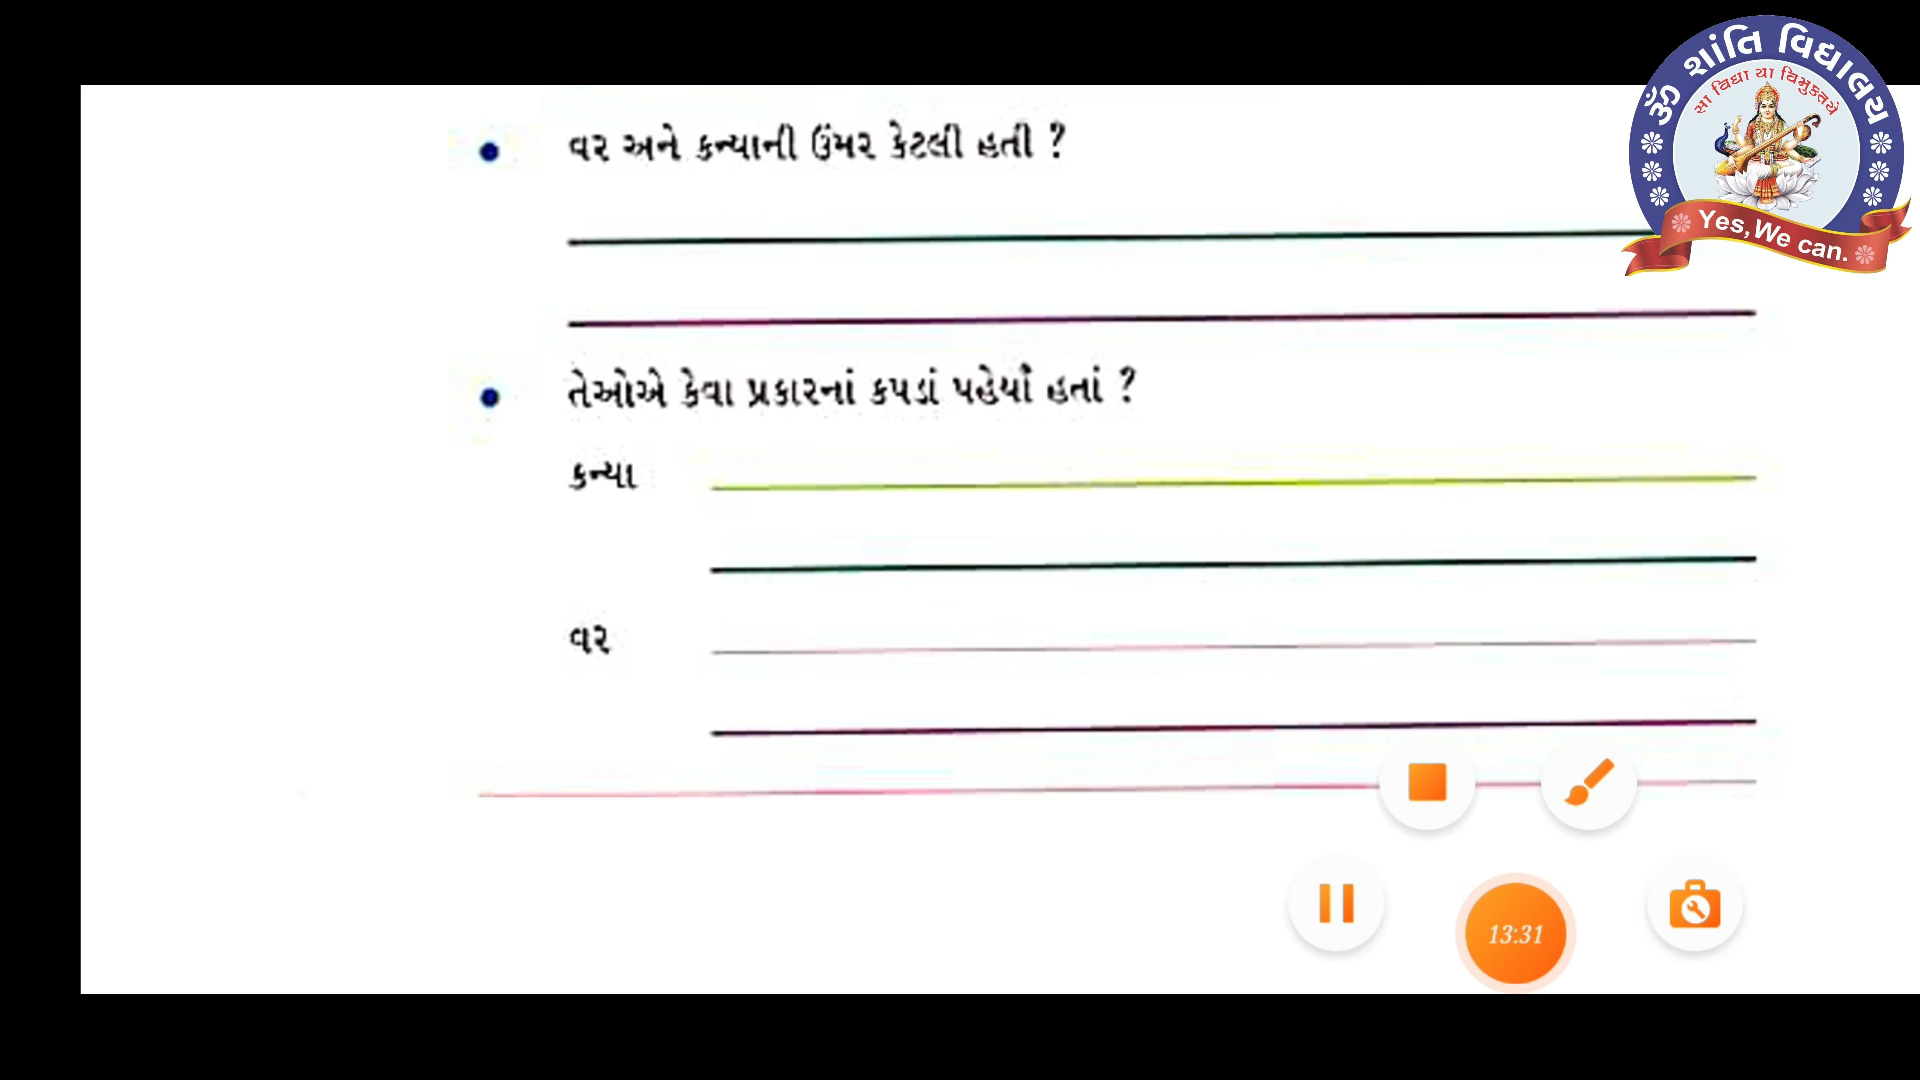 ૐ શાંતિ વિદ્યાલય
સા વિદ્યા યા વિમુક્તયે
Yes, We can.
વર અને કન્યાની ઉંમર કેટલી હતી ?
તેઓએ કેવા પ્રકારનાં કપડાં પહેર્યાં હતાં ?
કન્યા
વર
13:31